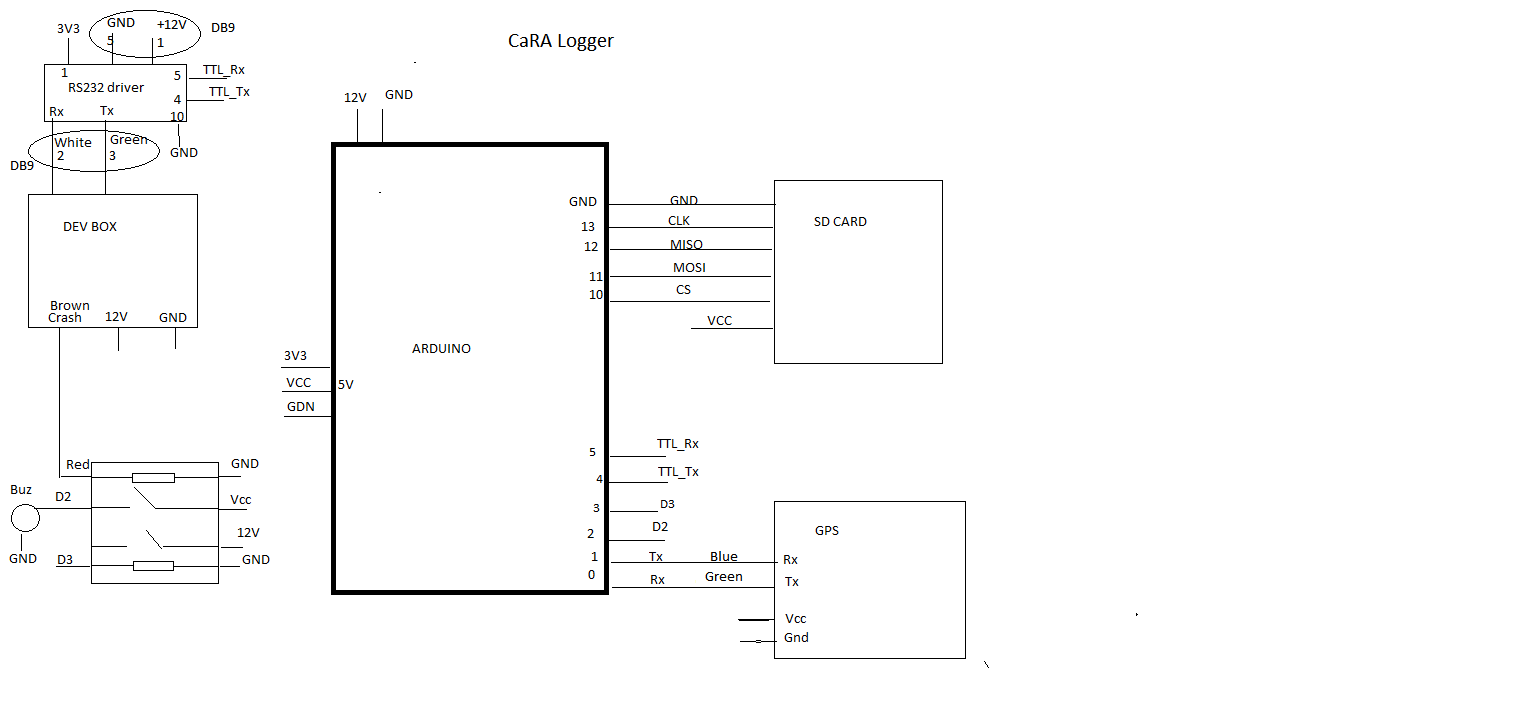 CaRA Logger
3V3
GND
+12V
DB9
5
1
1
5
TTL_Rx
RS232 driver
4
TTL_Tx
Rx
Tx
10
White
Green
2
3
GND
DB9
DEV BOX
Brown
Crash
12V
GND
Red
GND
Buz
D2
Vcc
12V
GND
D3
GND
12V
GND
ARDUINO
3V3
VCC
5V
GDN
GND
GND
13
CLK
12
MISO
11
MOSI
10
CS
VCC
SD CARD
5
TTL_Rx
4
TTL_Tx
3
D3
2
D2
1
Tx
Blue
Rx
0
Rx
Green
Tx
GPS
Vcc
Gnd